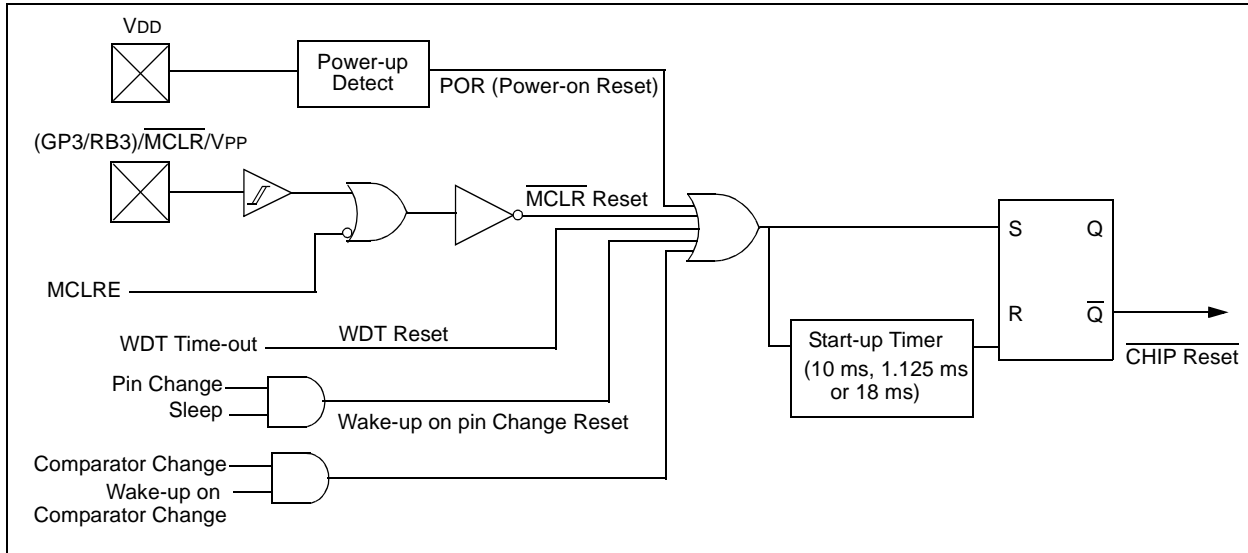 VDD
Power-up
Detect
POR (Power-on Reset)
(GP3/RB3)/MCLR/VPP
MCLR Reset
MCLRE
WDT Time-out
WDT Reset
Pin Change
Sleep
Wake-up on pin Change Reset
Comparator Change
Wake-up on
Comparator Change
S
Q
R
Q
Start-up Timer
(10 ms, 1.125 ms
or 18 ms)
CHIP Reset